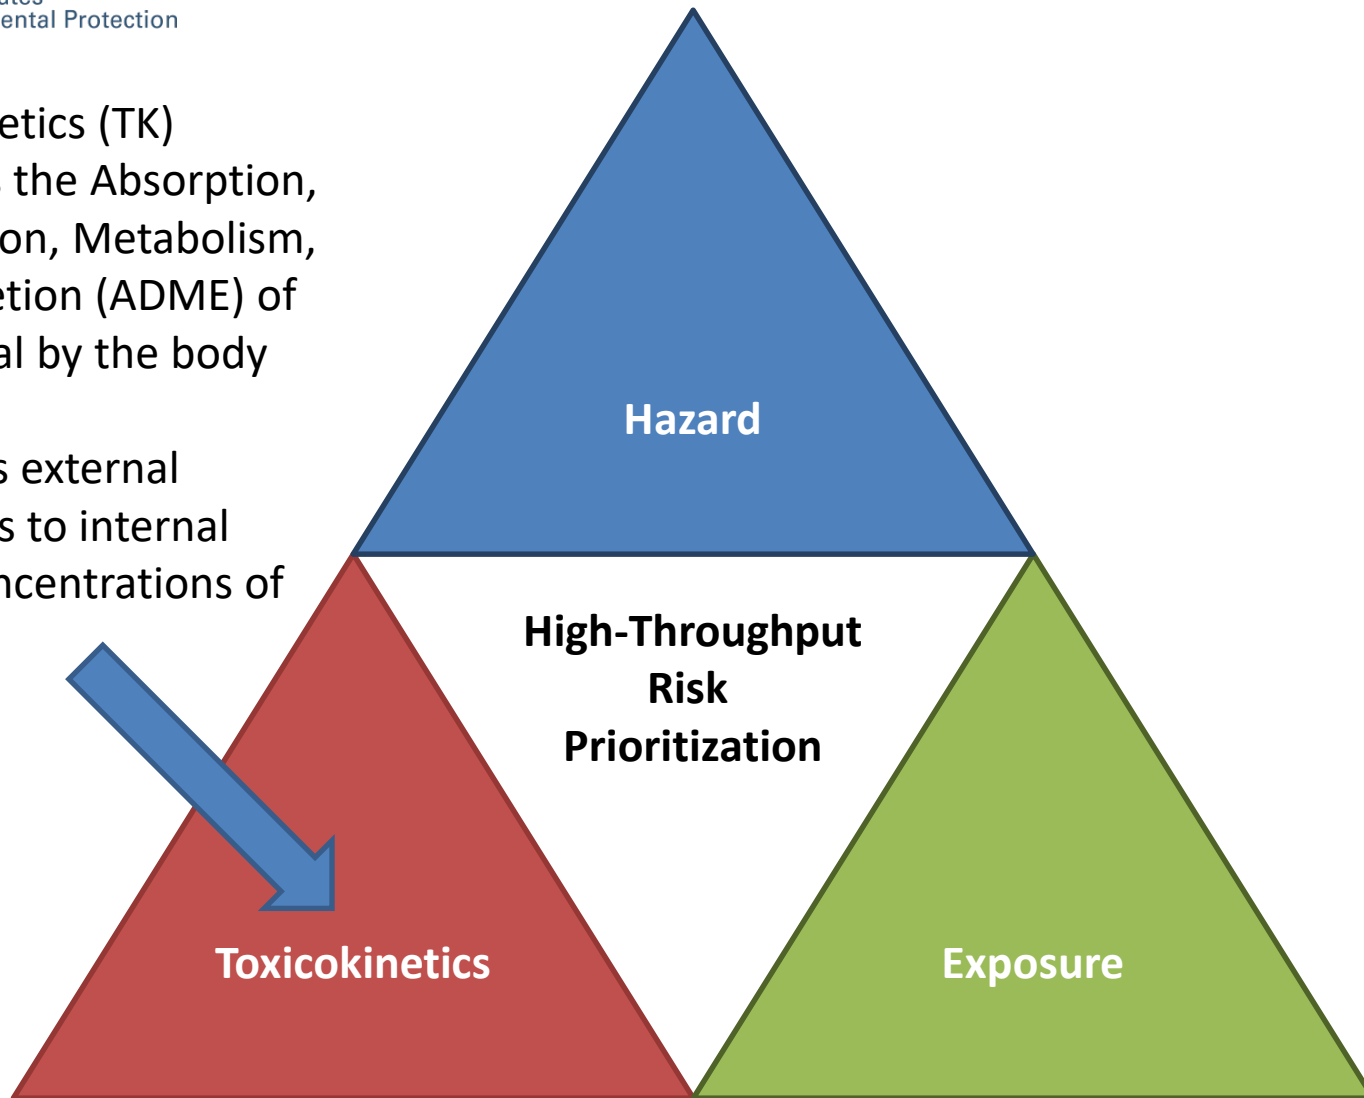 ental Protection
etics (TK)
s the Absorption,
on, Metabolism,
etion (ADME) of
al by the body
s external
s to internal
ncentrations of
Hazard
High-Throughput
Risk
Prioritization
Toxicokinetics
Exposure